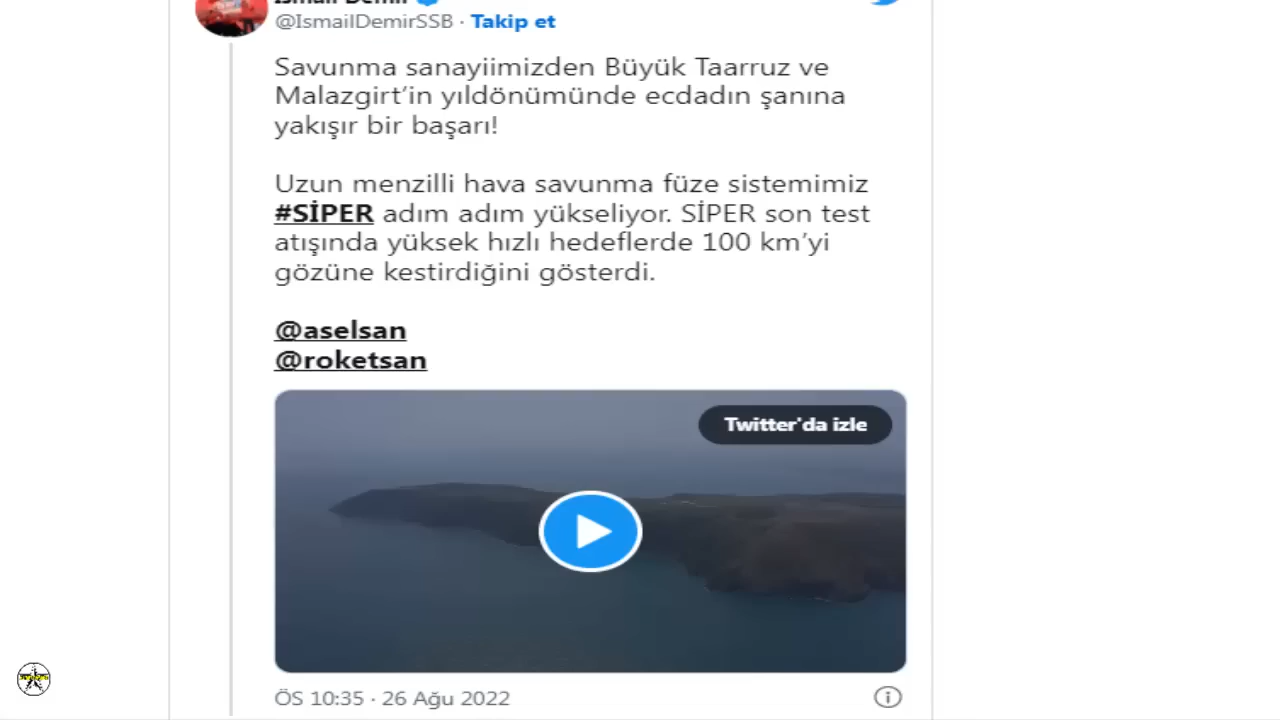 İsmail Demir
@IsmailDemirSSB · Takip et
Savunma sanayiimizden Büyük Taarruz ve
Malazgirt’in yıldönümünde ecdadın şanına
yakışır bir başarı!
Uzun menzilli hava savunma füze sistemimiz
#SİPER adım adım yükseliyor. SİPER son test
atışında yüksek hızlı hedeflerde 100 km’yi
gözüne kestirdiğini gösterdi.
@aselsan
@roketsan
Twitter'da izle
ÖS 10:35 · 26 Ağu 2022